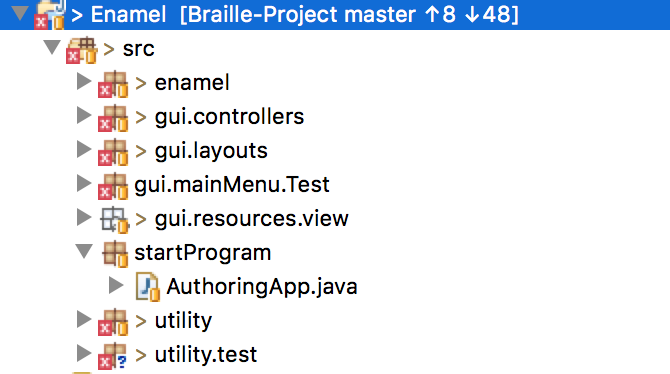 > Enamel [Braille-Project master ↑8 ↓48]
> src
> enamel
> gui.controllers
> gui.layouts
gui.mainMenu.Test
> gui.resources.view
startProgram
AuthoringApp.java
> utility
> utility.test